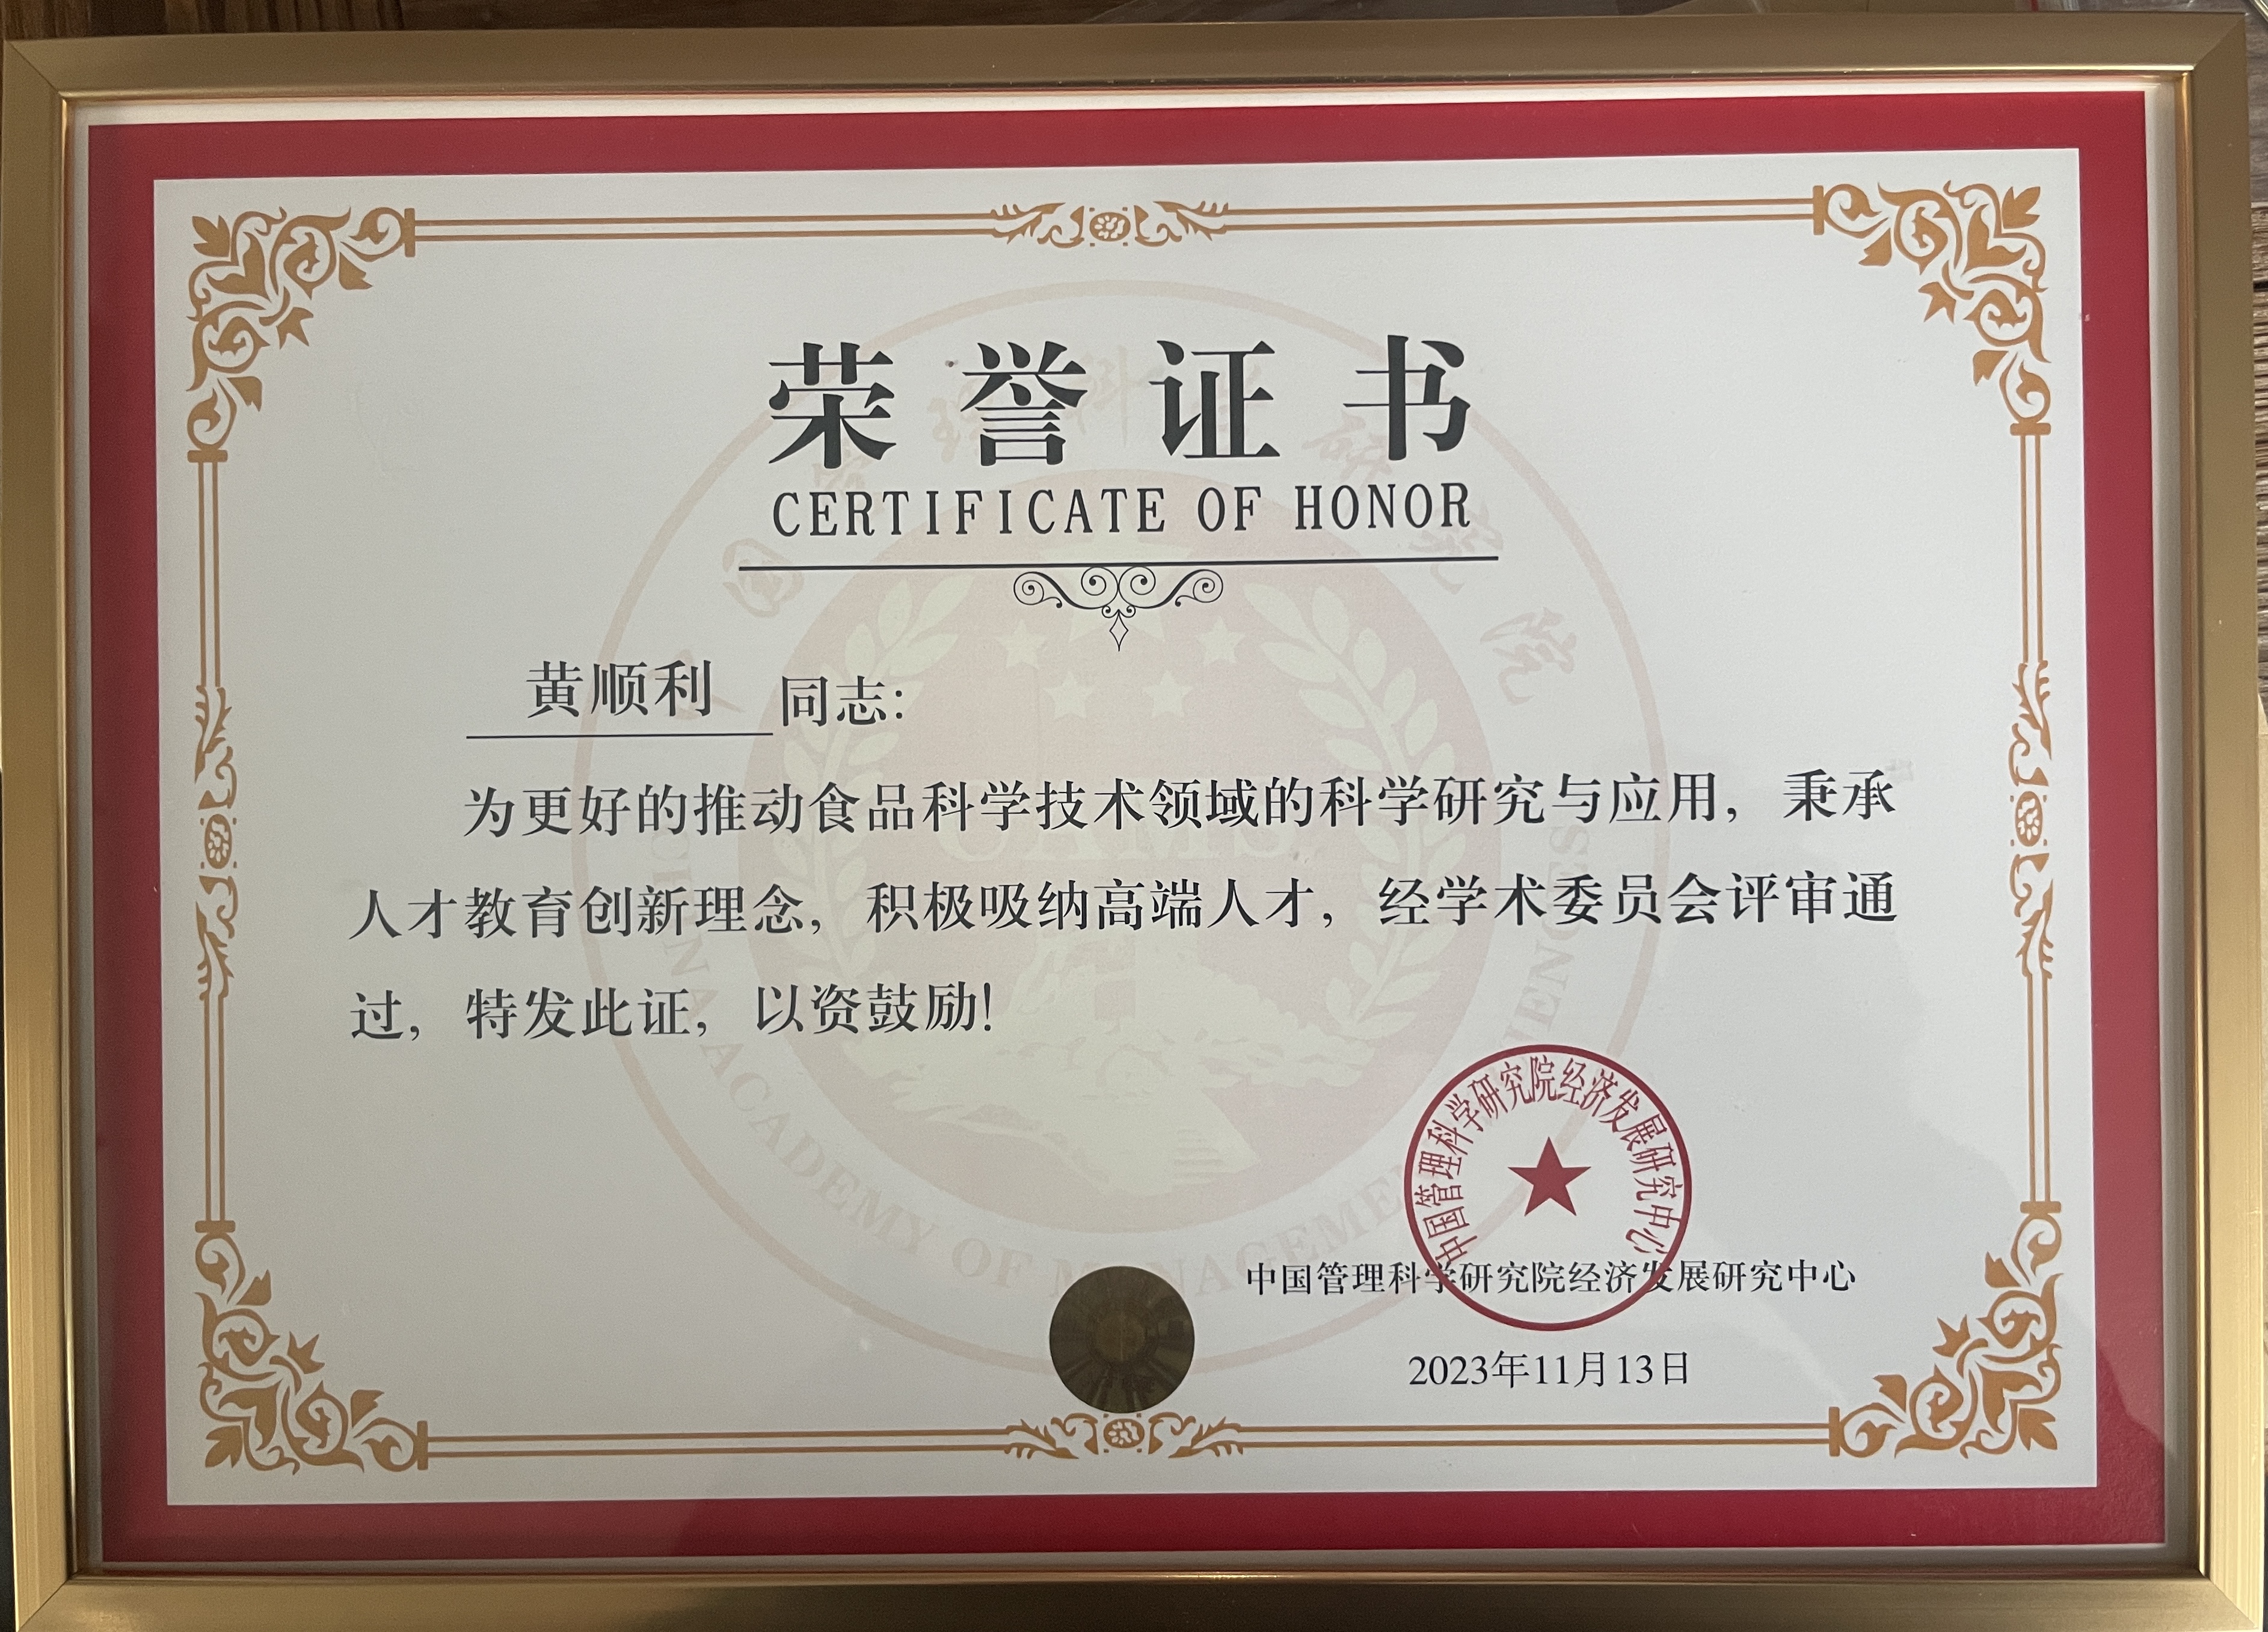 荣誉证书
CERTIFICATE OF HONOR
黄顺利 同志:
为更好的推动食品科学技术领域的科学研究与应用，秉承
人才教育创新理念，积极吸纳高端人才，经学术委员会评审通
过，特发此证，以资鼓励!
中国管理科学研究院经济发展研究中心
中国管理科学研究院经济发展研究中心
2023年11月13日
CAMS
CHINA ACADEMY OF MANAGEMENT